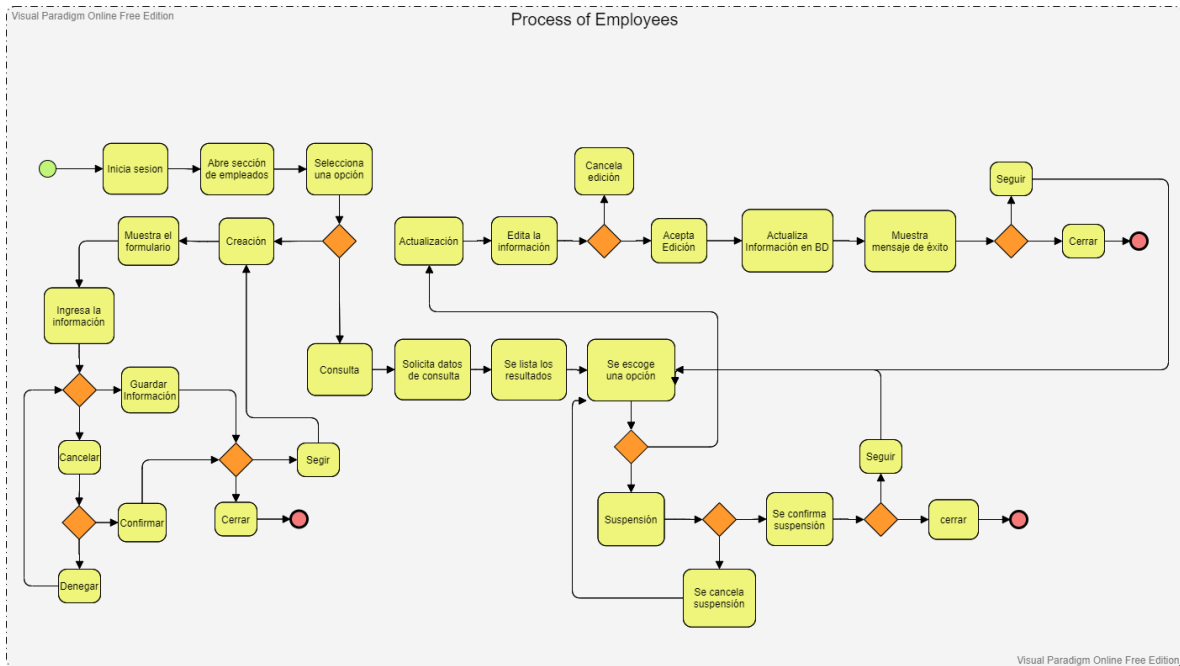 Visual Paradigm Online Free Edition
Process of Employees
Inicia sesion
Abre sección
de empleados
Selecciona
una opción
Cancela
edición
Seguir
Muestra el
formulario
Creación
Actualización
Edita la
información
Acepta
Edición
Actualiza
Información en BD
Muestra
mensaje de éxito
Cerrar
Ingresa la
información
Consulta
Solicita datos
de consulta
Se lista los
resultados
Se escoge
una opción
Guardar
Información
Cancelar
Segir
Seguir
Confirmar
Cerrar
Suspensión
Se confirma
suspensión
cerrar
Denegar
Se cancela
suspensión
Visual Paradigm Online Free Edition